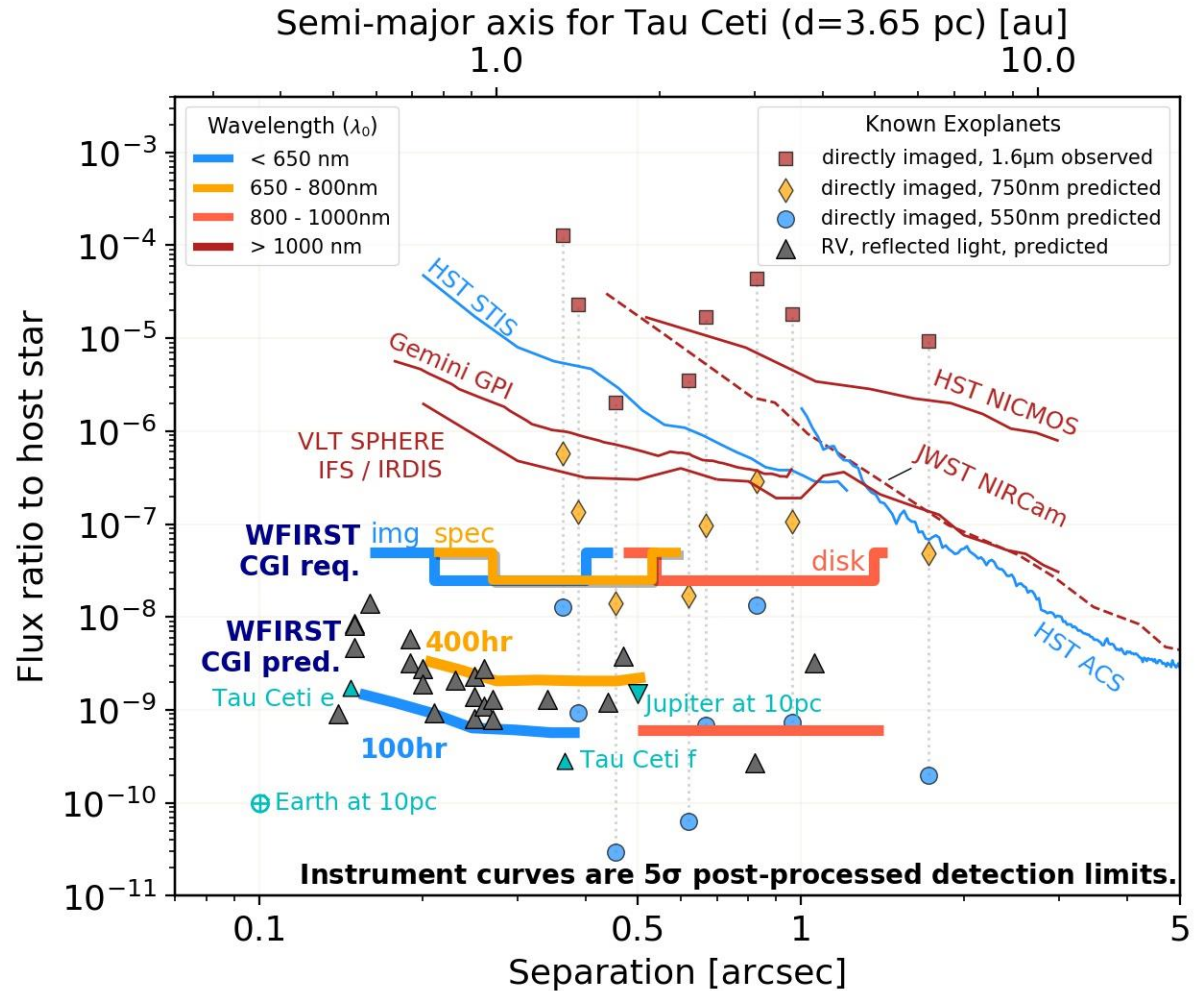 Semi-major axis for Tau Ceti (d=3.65 pc) [au]
1.0 10.0
Wavelength (λ₀)
< 650 nm
650 - 800nm
800 - 1000nm
> 1000 nm
Known Exoplanets
directly imaged, 1.6μm observed
directly imaged, 750nm predicted
directly imaged, 550nm predicted
RV, reflected light, predicted
Flux ratio to host star
10⁻³
10⁻⁴
10⁻⁵
10⁻⁶
10⁻⁷
10⁻⁸
10⁻⁹
10⁻¹⁰
10⁻¹¹
HST STIS
Gemini GPI
VLT SPHERE
IFS / IRDIS
HST NICMOS
JWST NIRCam
HST ACS
WFIRST
CGI req.
img spec
disk
WFIRST
CGI pred.
400hr
Tau Ceti e
100hr
Jupiter at 10pc
Tau Ceti f
Earth at 10pc
Instrument curves are 5σ post-processed detection limits.
0.1 0.5 1 5
Separation [arcsec]